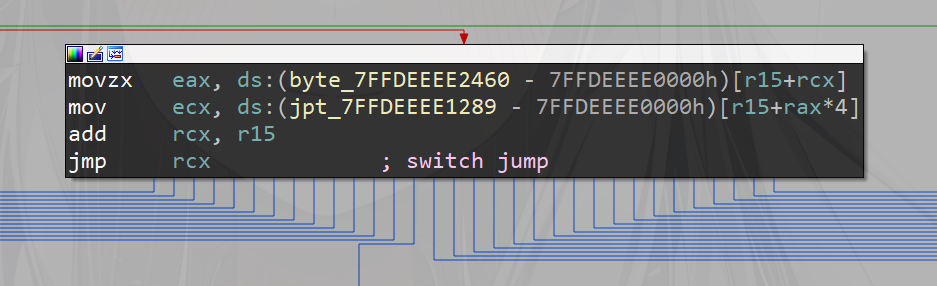 movzx eax, ds:(byte_7FFDEEEE2460 - 7FFDEEEE0000h)[r15+rcx]
mov ecx, ds:(jpt_7FFDEEEE1289 - 7FFDEEEE0000h)[r15+rax*4]
add rcx, r15
jmp rcx ; switch jump